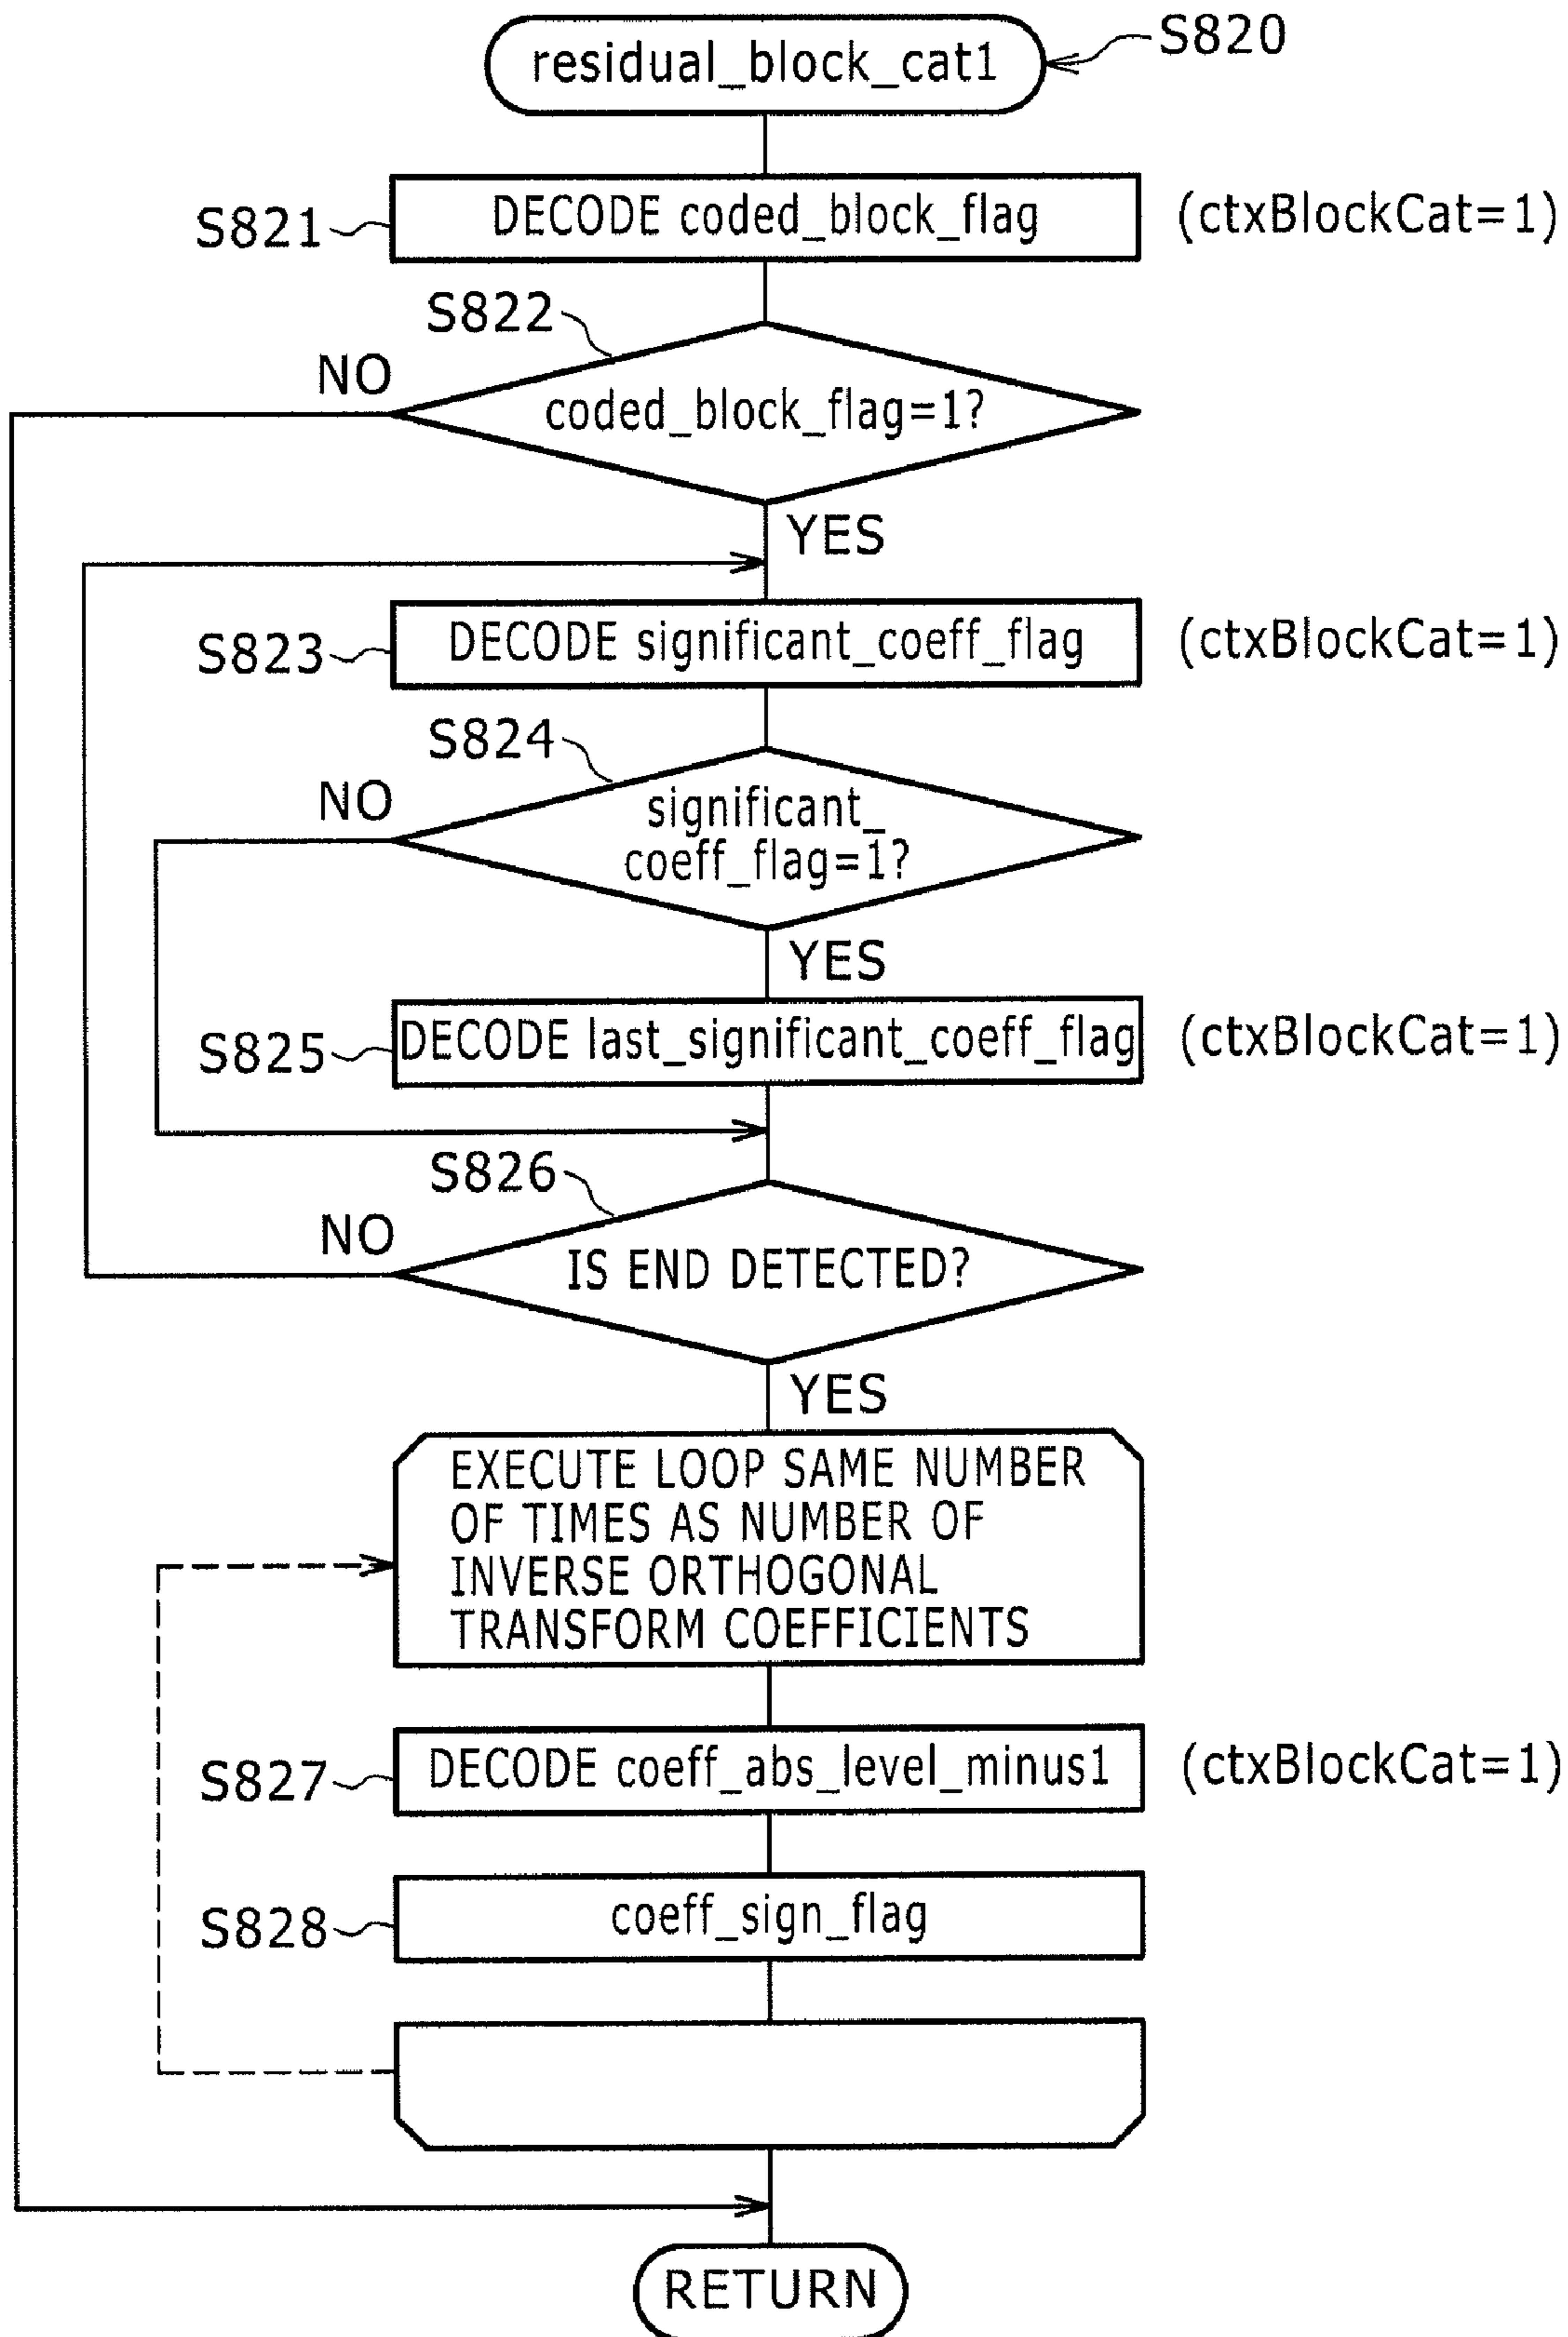 residual_block_cat1
S820
S821
DECODE coded_block_flag
(ctxBlockCat=1)
S822
NO
coded_block_flag=1?
YES
S823
DECODE significant_coeff_flag
(ctxBlockCat=1)
S824
NO
significant_
coeff_flag=1?
YES
S825
DECODE last_significant_coeff_flag
(ctxBlockCat=1)
S826
NO
IS END DETECTED?
YES
EXECUTE LOOP SAME NUMBER
OF TIMES AS NUMBER OF
INVERSE ORTHOGONAL
TRANSFORM COEFFICIENTS
S827
DECODE coeff_abs_level_minus1
(ctxBlockCat=1)
S828
coeff_sign_flag
RETURN